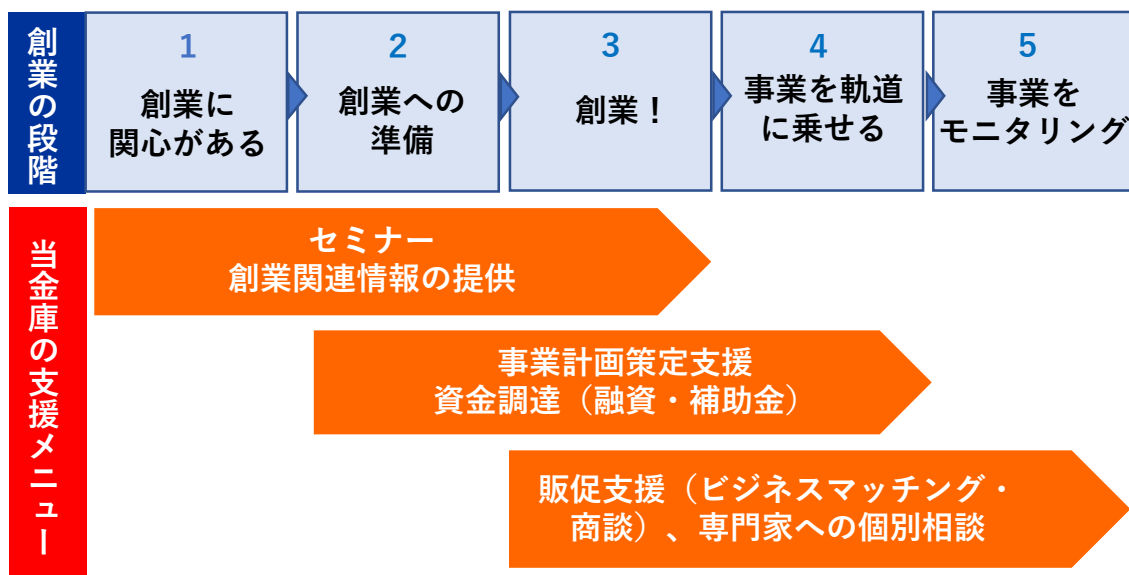 創業の段階
1
創業に
関心がある
2
創業への
準備
3
創業！
4
事業を軌道
に乗せる
5
事業を
モニタリング
当金庫の支援メニュー
セミナー
創業関連情報の提供
事業計画策定支援
資金調達（融資・補助金）
販促支援（ビジネスマッチング・
商談）、専門家への個別相談